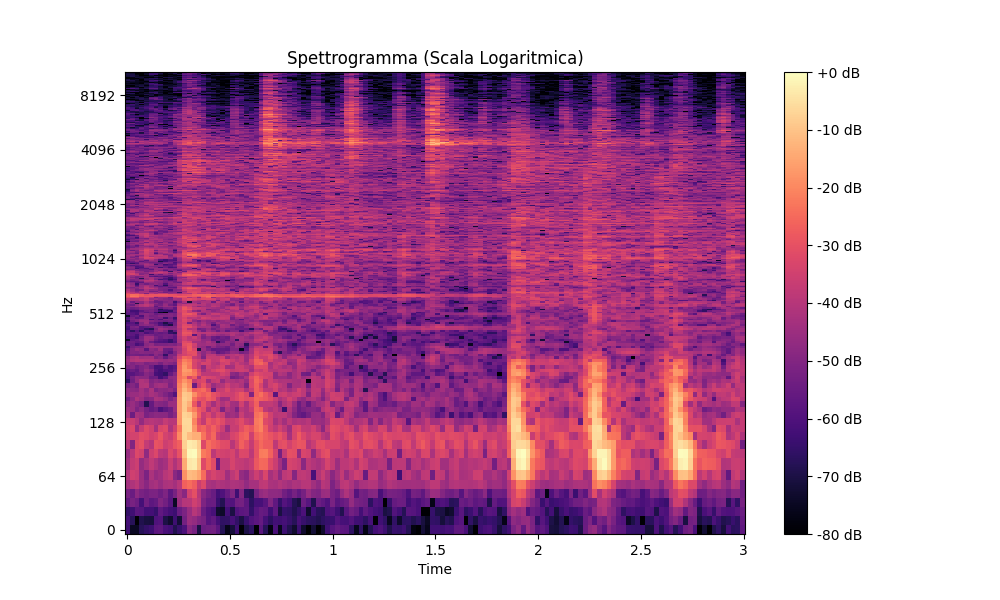 Spettrogramma (Scala Logaritmica)
Hz
8192
4096
2048
1024
512
256
128
64
0
0 0.5 1 1.5 2 2.5 3
Time
+0 dB
-10 dB
-20 dB
-30 dB
-40 dB
-50 dB
-60 dB
-70 dB
-80 dB